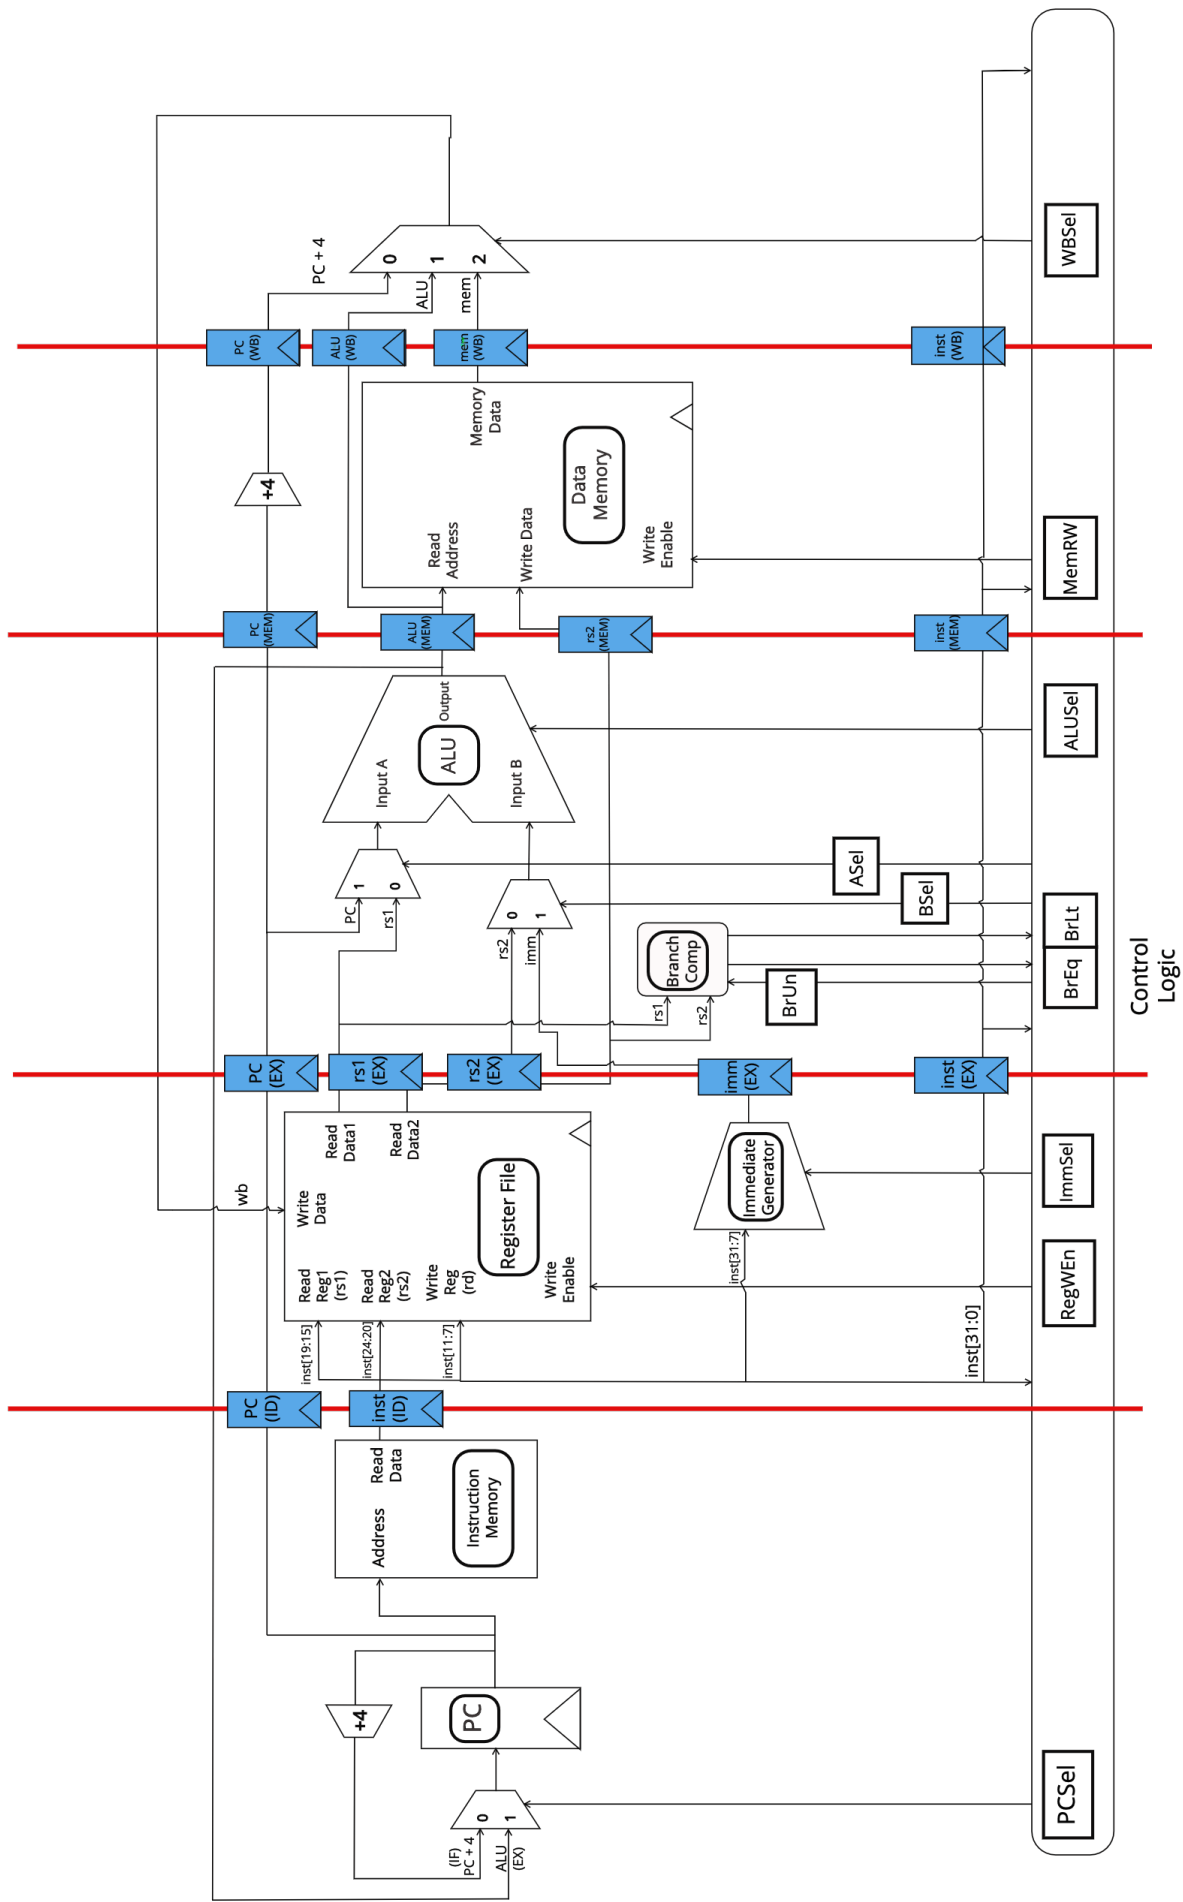 (IF)
PC + 4
ALU
(EX)
0
1
+4
PC
Address
Read
Data
Instruction
Memory
PC
(ID)
inst
(ID)
inst[19:15]
inst[24:20]
inst[11:7]
inst[31:7]
inst[31:0]
wb
Write
Data
Read
Reg1
(rs1)
Read
Reg2
(rs2)
Write
Reg
(rd)
Write
Enable
Register File
Read
Data1
Read
Data2
Immediate
Generator
PC
(EX)
rs1
(EX)
rs2
(EX)
imm
(EX)
inst
(EX)
PC
rs1
1
0
rs2
imm
0
1
rs1
rs2
Branch
Comp
BrUn
BSel
ASel
Input A
Input B
ALU
Output
PC
(MEM)
ALU
(MEM)
rs2
(MEM)
inst
(MEM)
+4
Read
Address
Write Data
Write
Enable
Data
Memory
Memory
Data
PC
(WB)
ALU
(WB)
mem
(WB)
inst
(WB)
PC + 4
ALU
mem
0
1
2
PCSel
RegWEn
ImmSel
BrEq
BrLt
ALUSel
MemRW
WBSel
Control
Logic